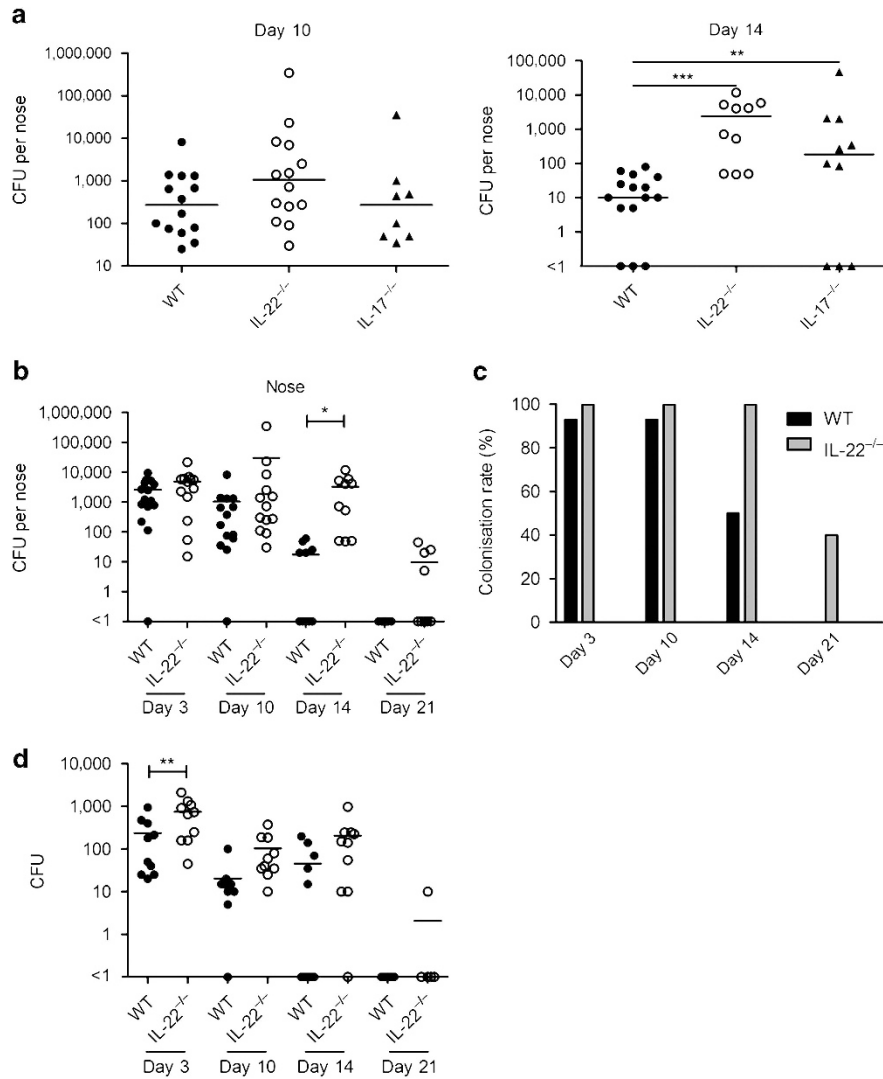 a
Day 10
1,000,000
100,000
10,000
1,000
100
10
CFU per nose
WT
IL-22⁻/⁻
IL-17⁻/⁻
Day 14
**
***
100,000
10,000
1,000
100
10
1
<1
CFU per nose
WT
IL-22⁻/⁻
IL-17⁻/⁻
b
Nose
1,000,000
100,000
10,000
1,000
100
10
1
<1
CFU per nose
*
WT
IL-22⁻/⁻
WT
IL-22⁻/⁻
WT
IL-22⁻/⁻
WT
IL-22⁻/⁻
Day 3
Day 10
Day 14
Day 21
c
100
80
60
40
20
0
Colonisation rate (%)
WT
IL-22⁻/⁻
Day 3
Day 10
Day 14
Day 21
d
10,000
1,000
100
10
1
<1
CFU
**
WT
IL-22⁻/⁻
WT
IL-22⁻/⁻
WT
IL-22⁻/⁻
WT
IL-22⁻/⁻
Day 3
Day 10
Day 14
Day 21